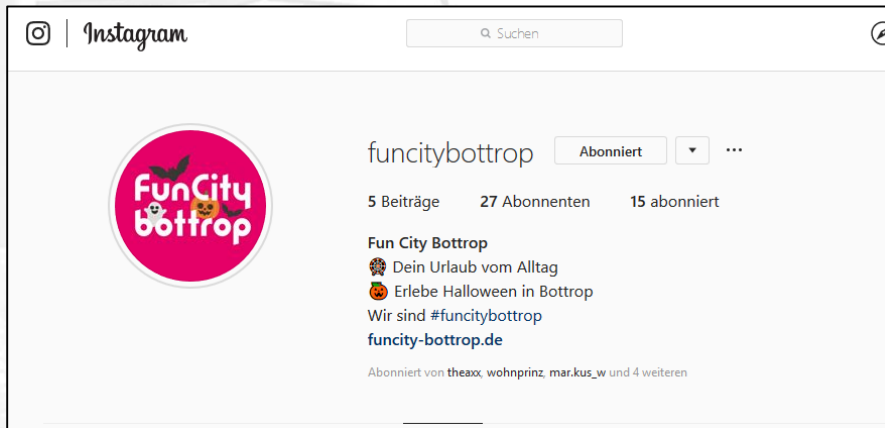 Instagram
Suchen
FunCity
bottrop
funcitybottrop Abonniert
5 Beiträge 27 Abonnenten 15 abonniert
Fun City Bottrop
Dein Urlaub vom Alltag
Erlebe Halloween in Bottrop
Wir sind #funcitybottrop
funcity-bottrop.de
Abonniert von theaxx, wohnprinz, mar.kus_w und 4 weiteren